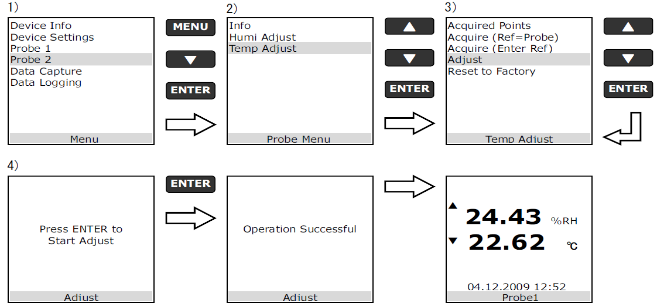 1)
Device Info
Device Settings
Probe 1
Probe 2
Data Capture
Data Logging
Menu
MENU
ENTER
2)
Info
Humi Adjust
Temp Adjust
Probe Menu
ENTER
3)
Acquired Points
Acquire (Ref=Probe)
Acquire (Enter Ref)
Adjust
Reset to Factory
Temp Adjust
ENTER
4)
Press ENTER to
Start Adjust
Adjust
ENTER
Operation Successful
Adjust
24.43 %RH
22.62 °C
04.12.2009 12:52
Probe1